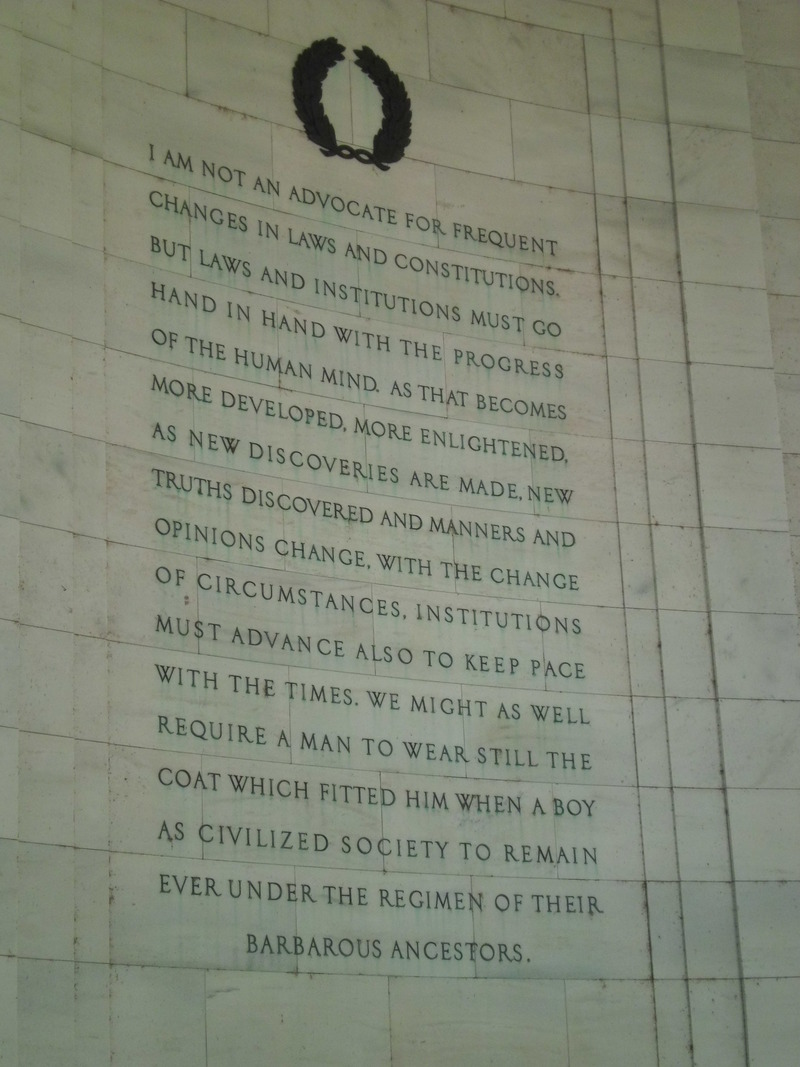 I AM NOT AN ADVOCATE FOR FREQUENT
CHANGES IN LAWS AND CONSTITUTIONS.
BUT LAWS AND INSTITUTIONS MUST GO
HAND IN HAND WITH THE PROGRESS
OF THE HUMAN MIND. AS THAT BECOMES
MORE DEVELOPED, MORE ENLIGHTENED,
AS NEW DISCOVERIES ARE MADE, NEW
TRUTHS DISCOVERED AND MANNERS AND
OPINIONS CHANGE, WITH THE CHANGE
OF CIRCUMSTANCES, INSTITUTIONS
MUST ADVANCE ALSO TO KEEP PACE
WITH THE TIMES. WE MIGHT AS WELL
REQUIRE A MAN TO WEAR STILL THE
COAT WHICH FITTED HIM WHEN A BOY
AS CIVILIZED SOCIETY TO REMAIN
EVER UNDER THE REGIMEN OF THEIR
BARBAROUS ANCESTORS.